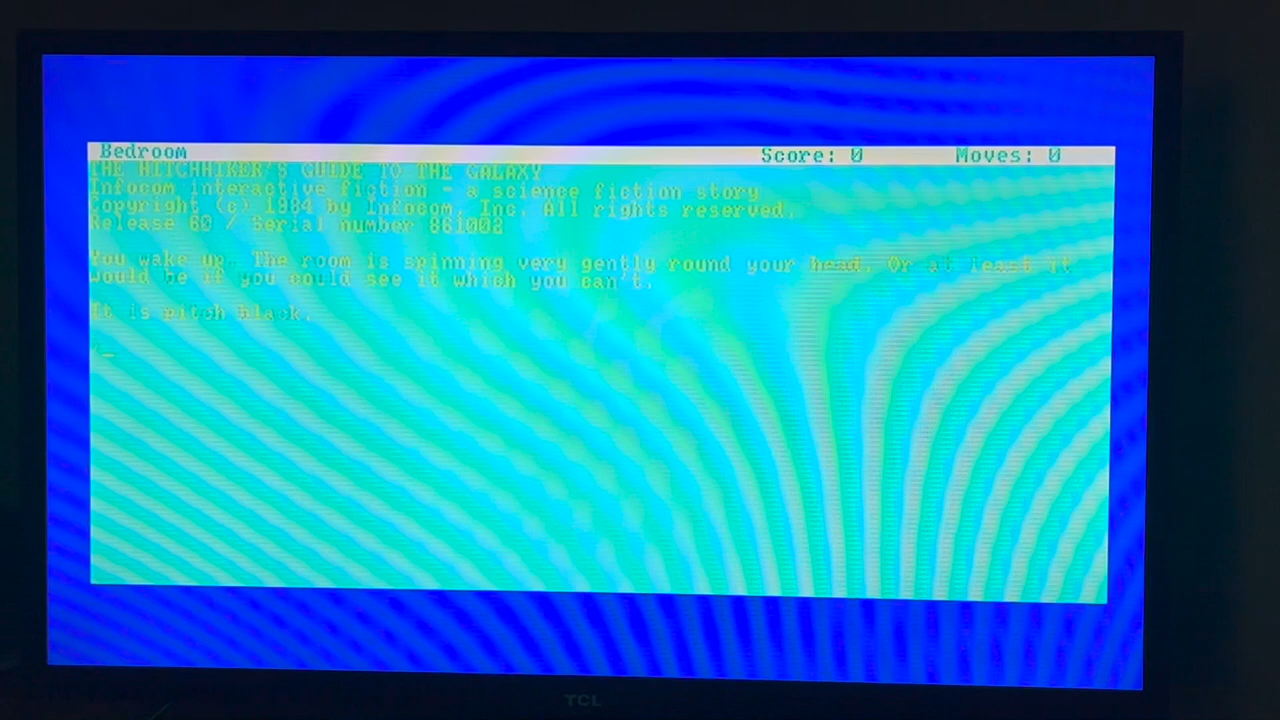 Bedroom Score: 0 Moves: 0
THE HITCHHIKER'S GUIDE TO THE GALAXY
Infocom interactive fiction - a science fiction story
Copyright (c) 1984 by Infocom, Inc. All rights reserved.
Release 60 / Serial number 861002
You wake up. The room is spinning very gently round your head. Or at least it
would be if you could see it which you can't.
It is pitch black.
>_
TCL